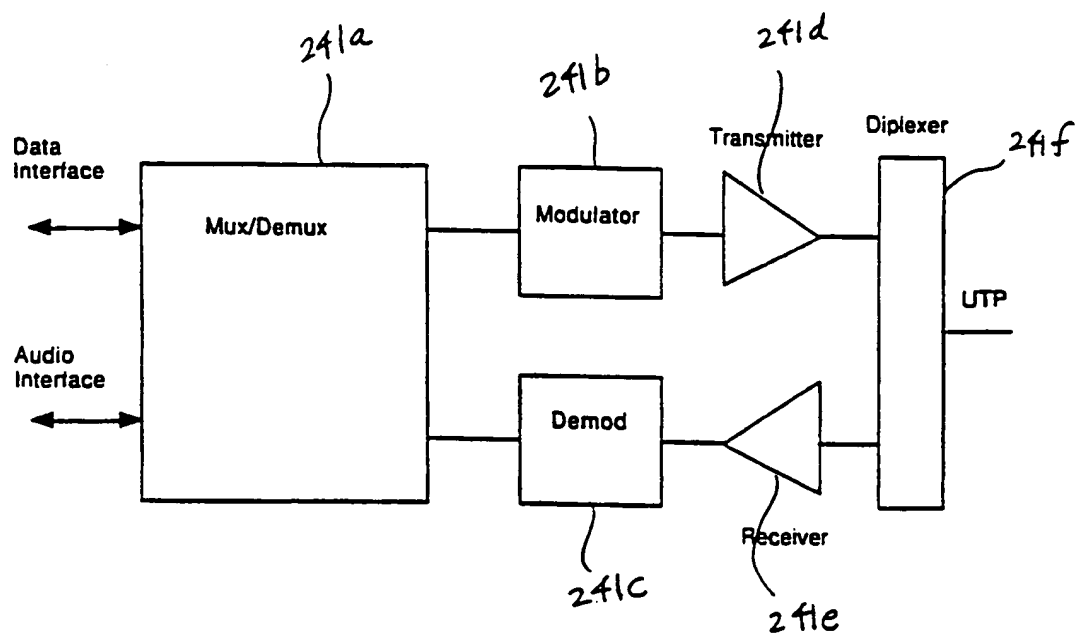 241a
241b
241d
Transmitter
Diplexer
241f
Data
Interface
Mux/Demux
Modulator
UTP
Audio
Interface
Demod
Receiver
241c
241e